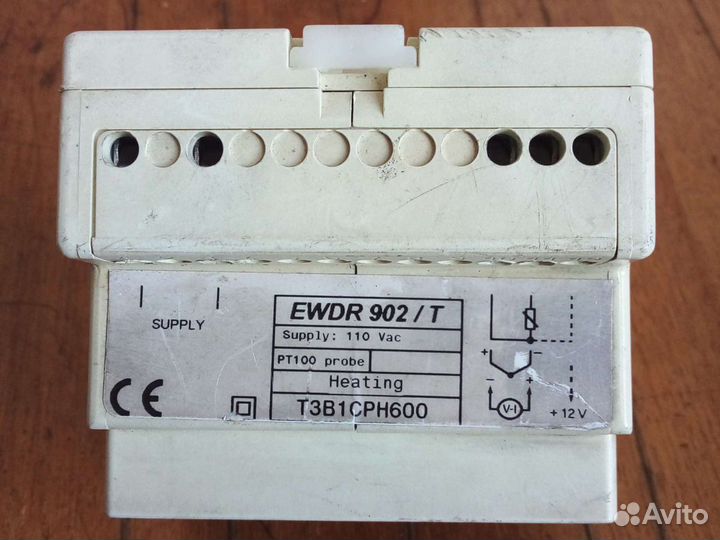 EWDR 902 / T
SUPPLY
Supply: 110 Vac
PT100 probe
Heating
T3B1CPH600
CE
+ -
- +
V-I
+ 12 V
Avito